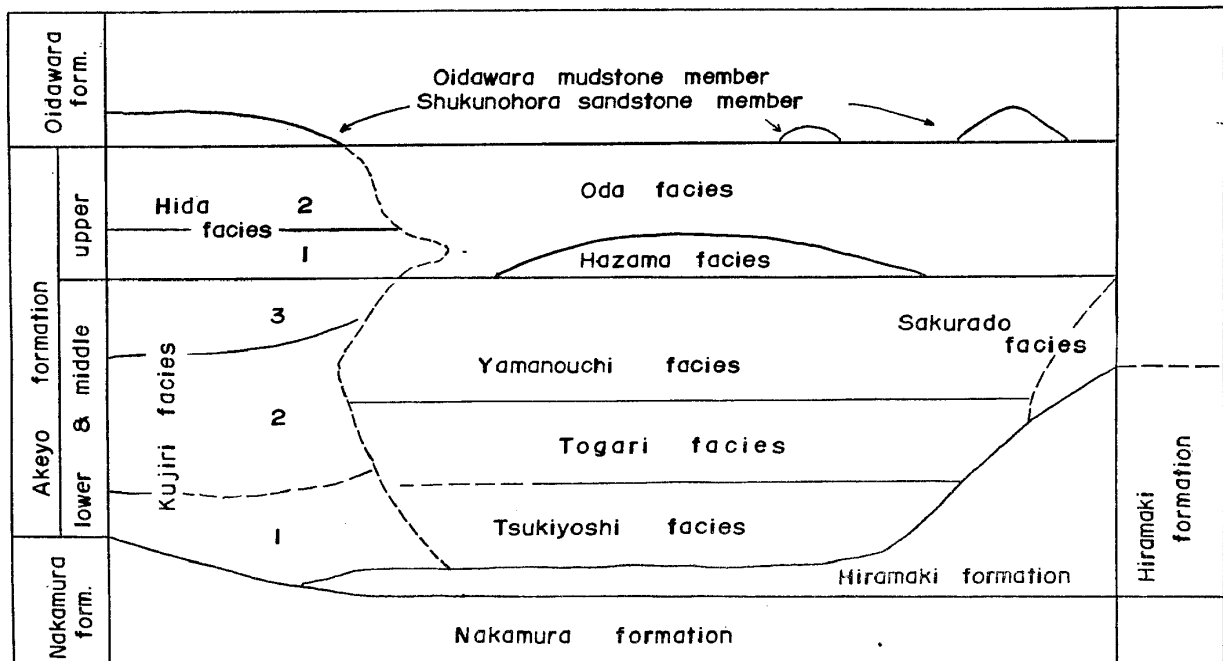 Oidawara
form.
Oidawara mudstone member
Shukunohora sandstone member
Akeyo formation
upper
Hida 2
facies
1
Oda facies
Hazama facies
lower & middle
Kujiri facies
3
2
1
Sakurado
facies
Yamanouchi facies
Togari facies
Tsukiyoshi facies
Hiramaki formation
Hiramaki
formation
Nakamura
form.
Nakamura formation